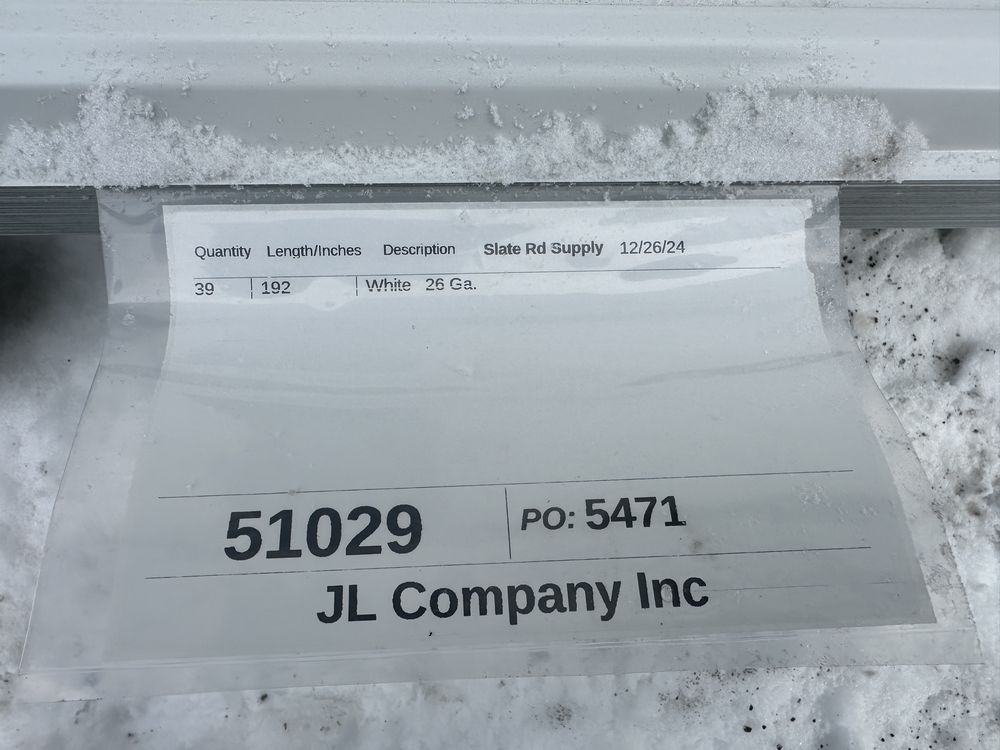 Quantity Length/Inches Description Slate Rd Supply 12/26/24
39 192 White 26 Ga.
51029 PO: 5471
JL Company Inc